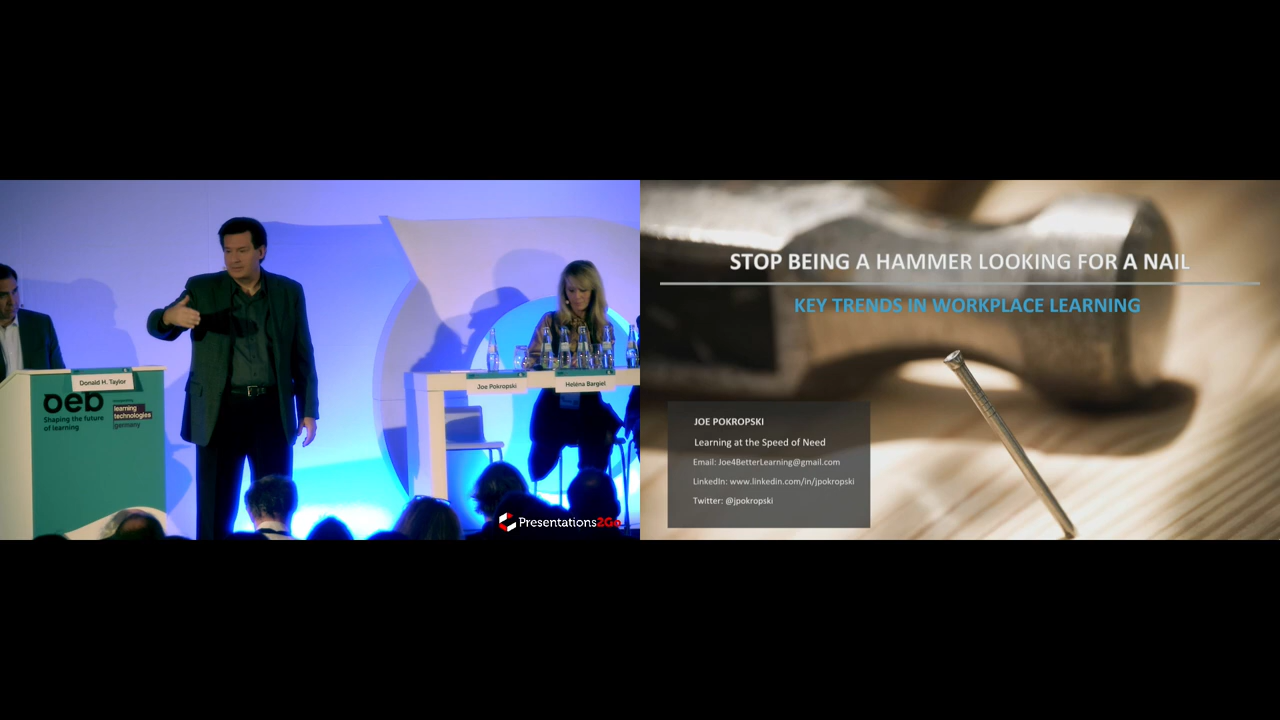 Donald H. Taylor
oeb
Shaping the future
of learning
learning
technologies
germany
Joe Pokropski
Heléna Bargiel
Presentations2Go
STOP BEING A HAMMER LOOKING FOR A NAIL
KEY TRENDS IN WORKPLACE LEARNING
JOE POKROPSKI
Learning at the Speed of Need
Email: Joe4BetterLearning@gmail.com
LinkedIn: www.linkedin.com/in/jpokropski
Twitter: @jpokropski